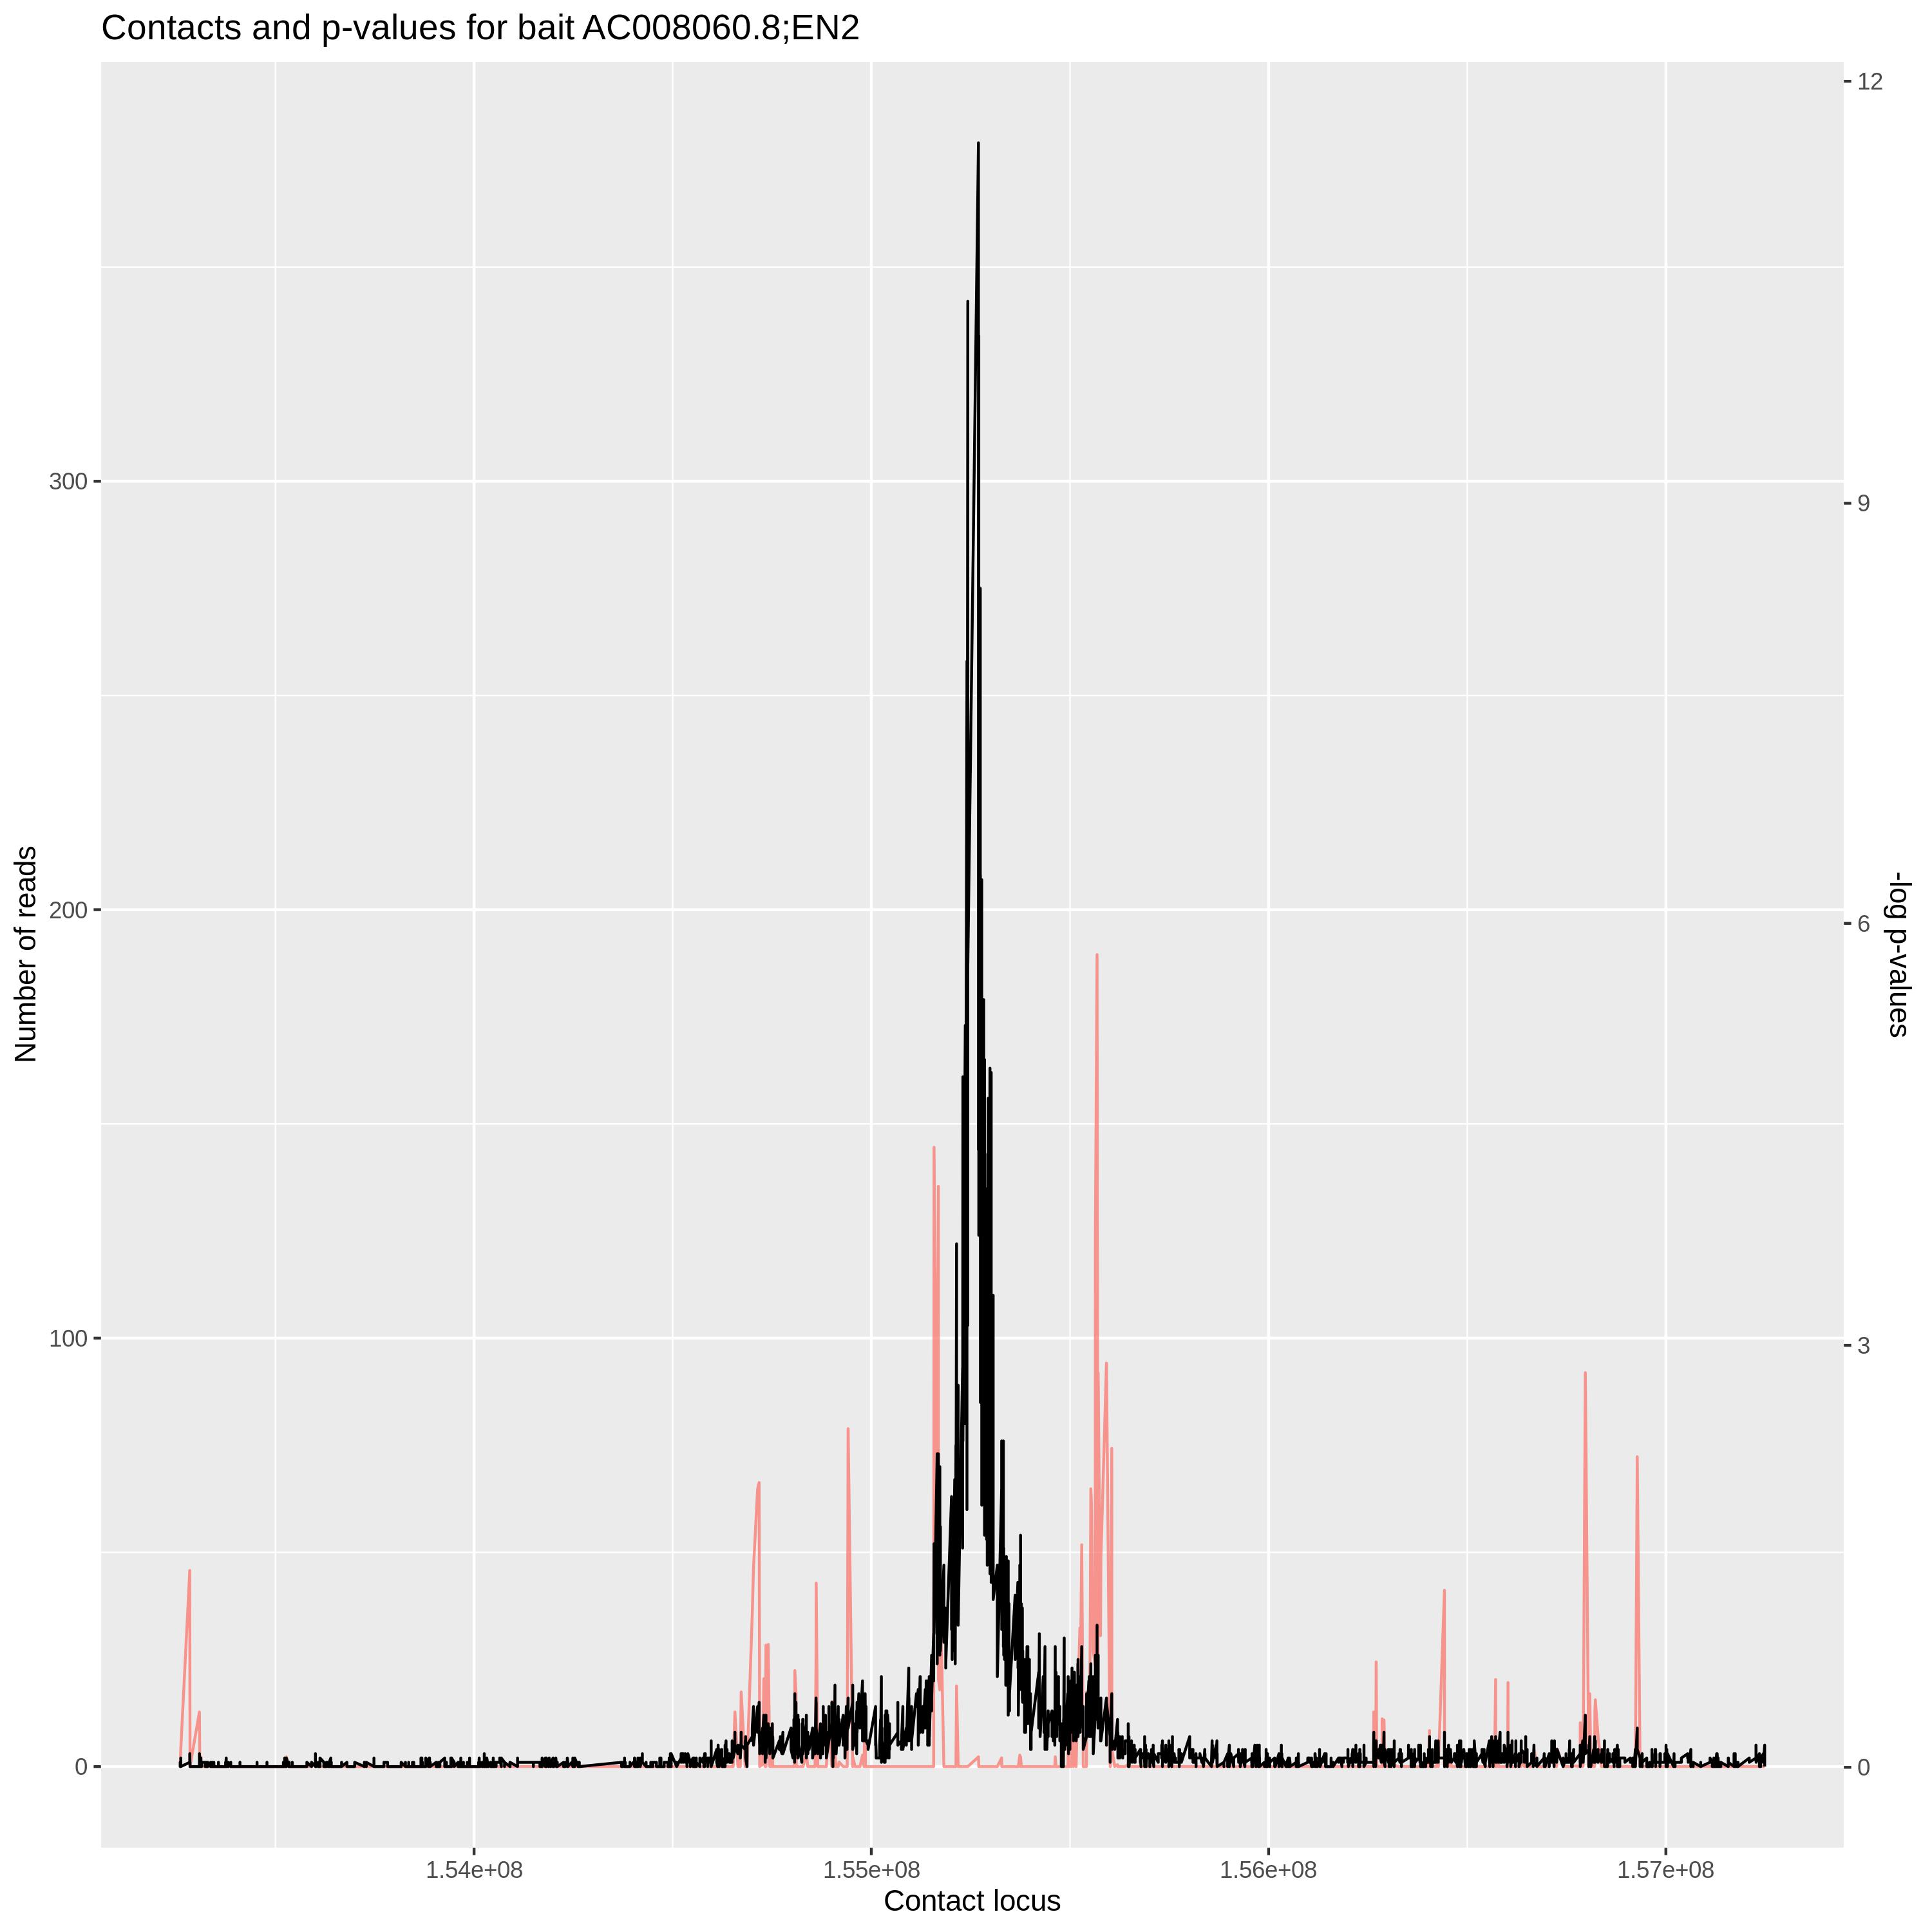 Contacts and p-values for bait AC008060.8;EN2
12
300
9
200
6
Number of reads
-log p-values
100
3
0
0
1.54e+08
1.55e+08
1.56e+08
1.57e+08
Contact locus